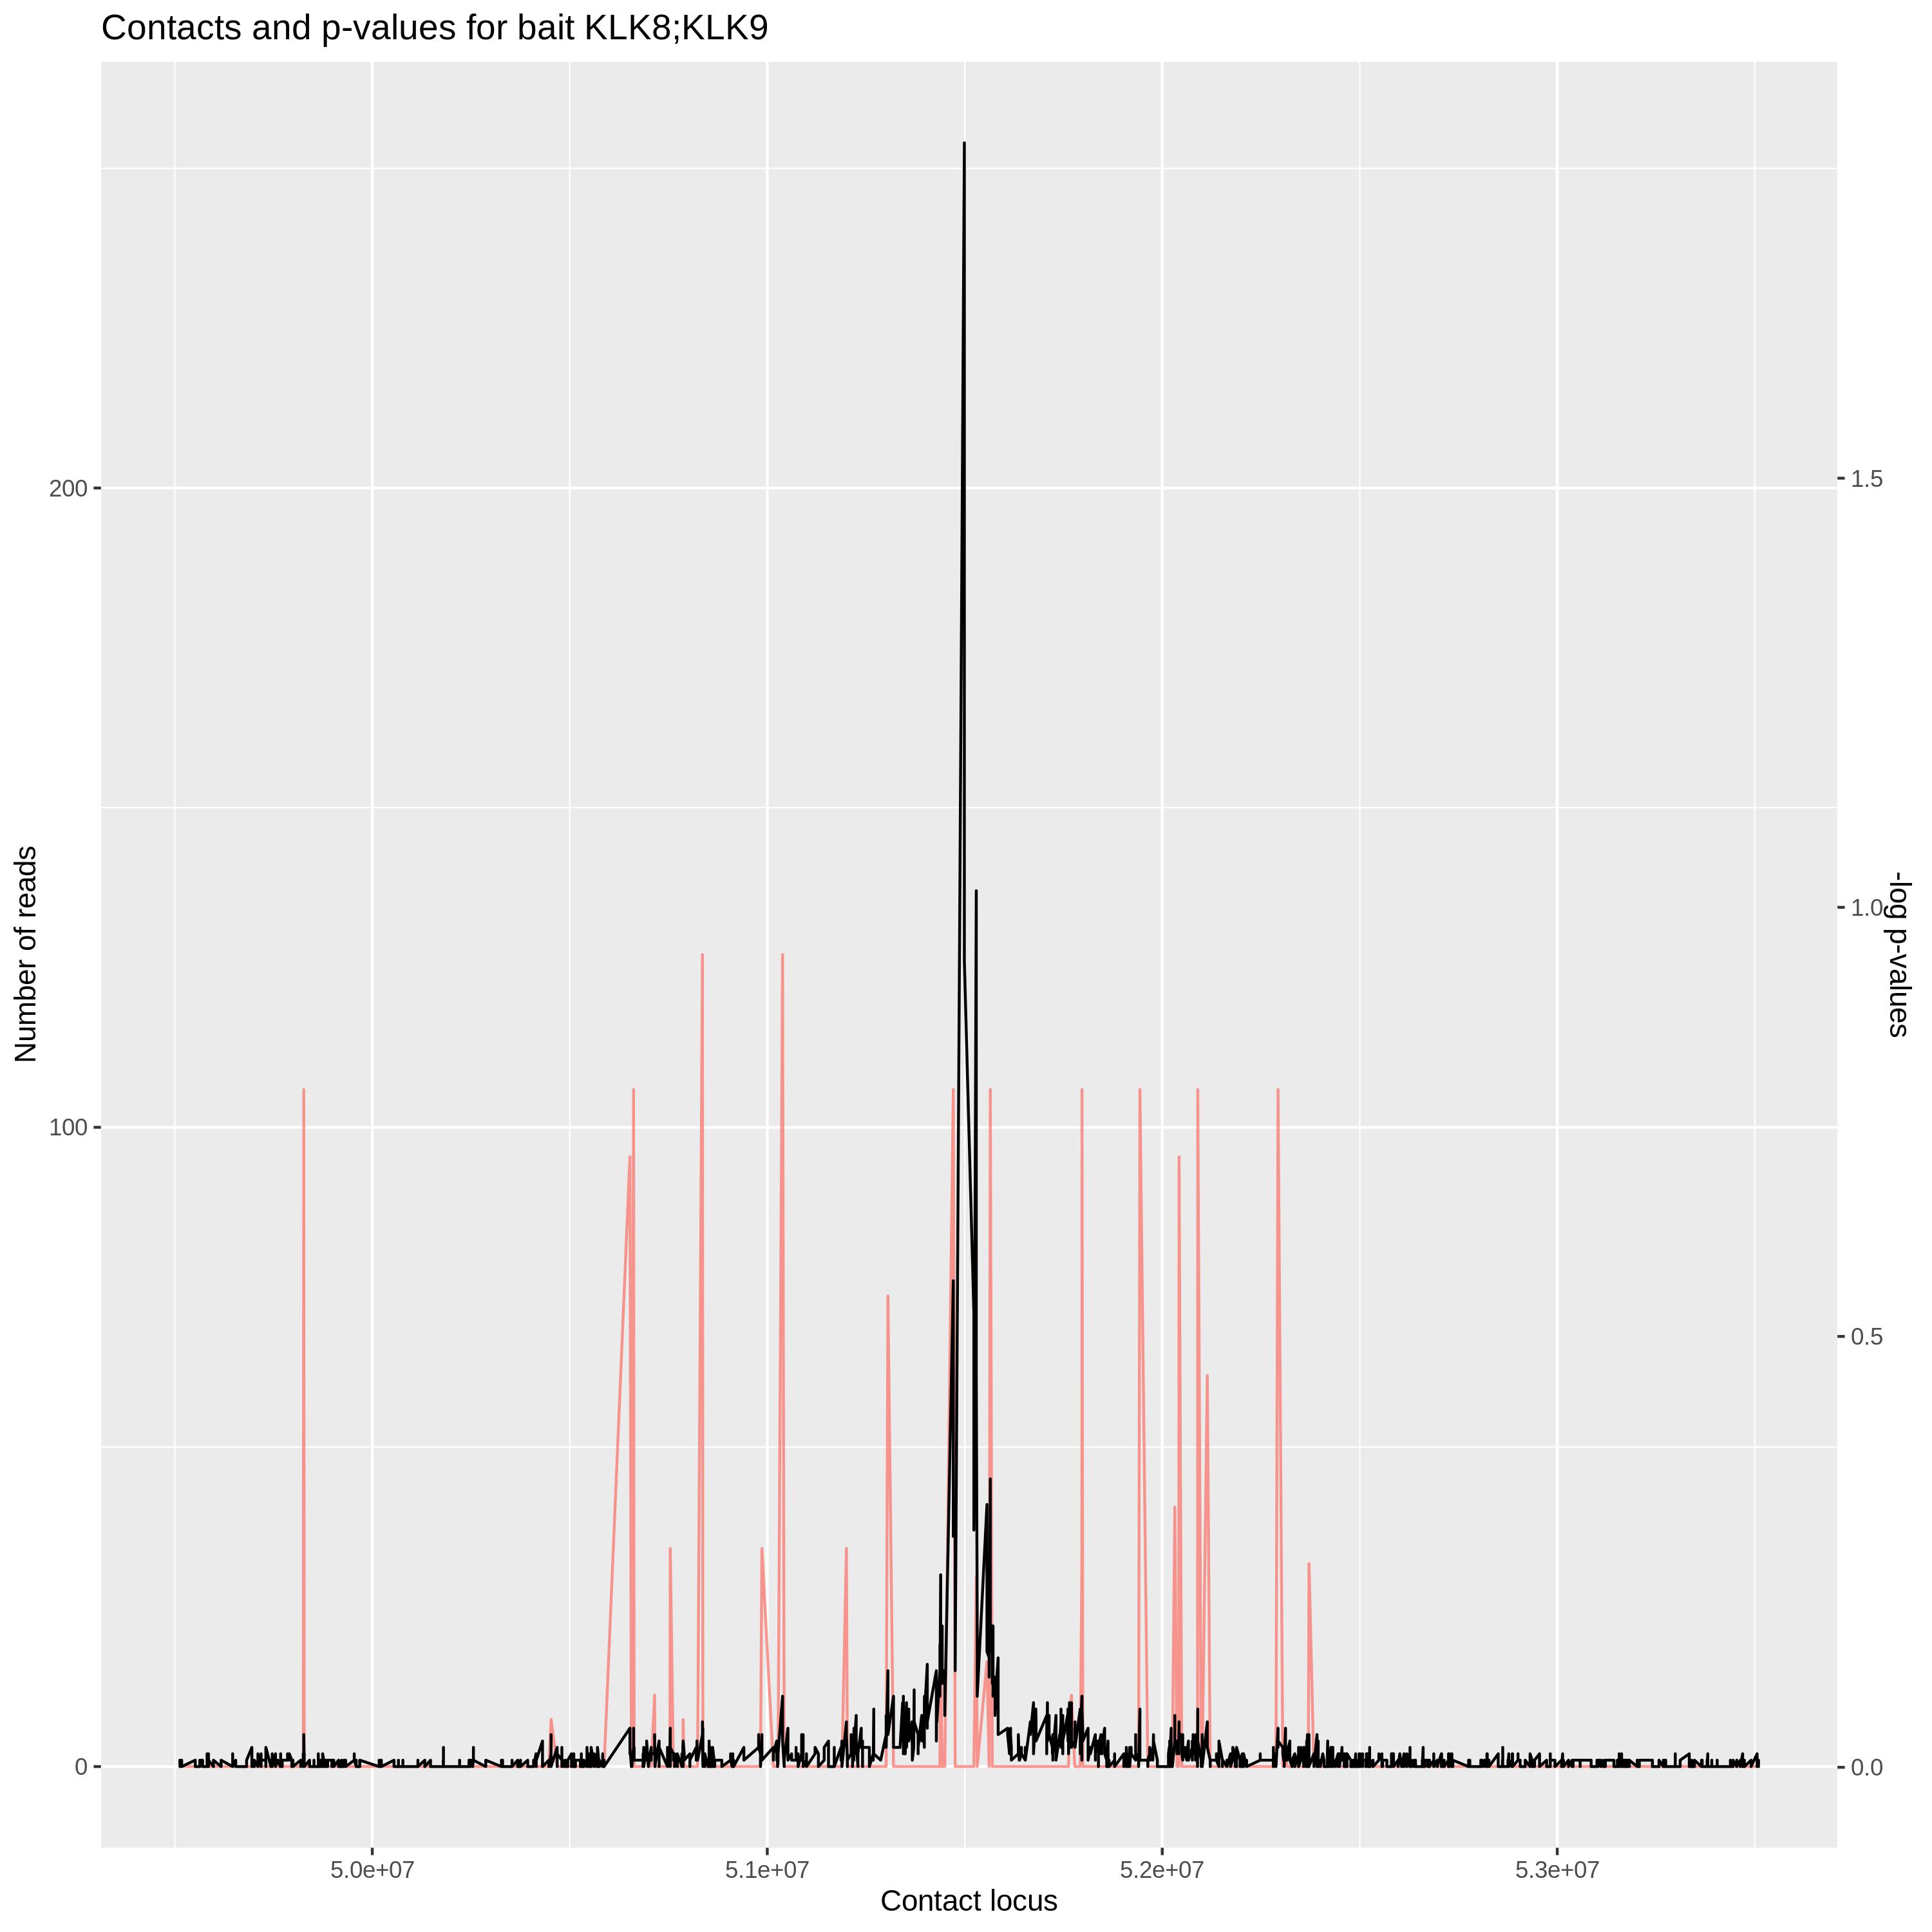 Contacts and p-values for bait KLK8;KLK9
Number of reads
200
100
0
1.5
1.0
0.5
0.0
-log p-values
5.0e+07
5.1e+07
5.2e+07
5.3e+07
Contact locus